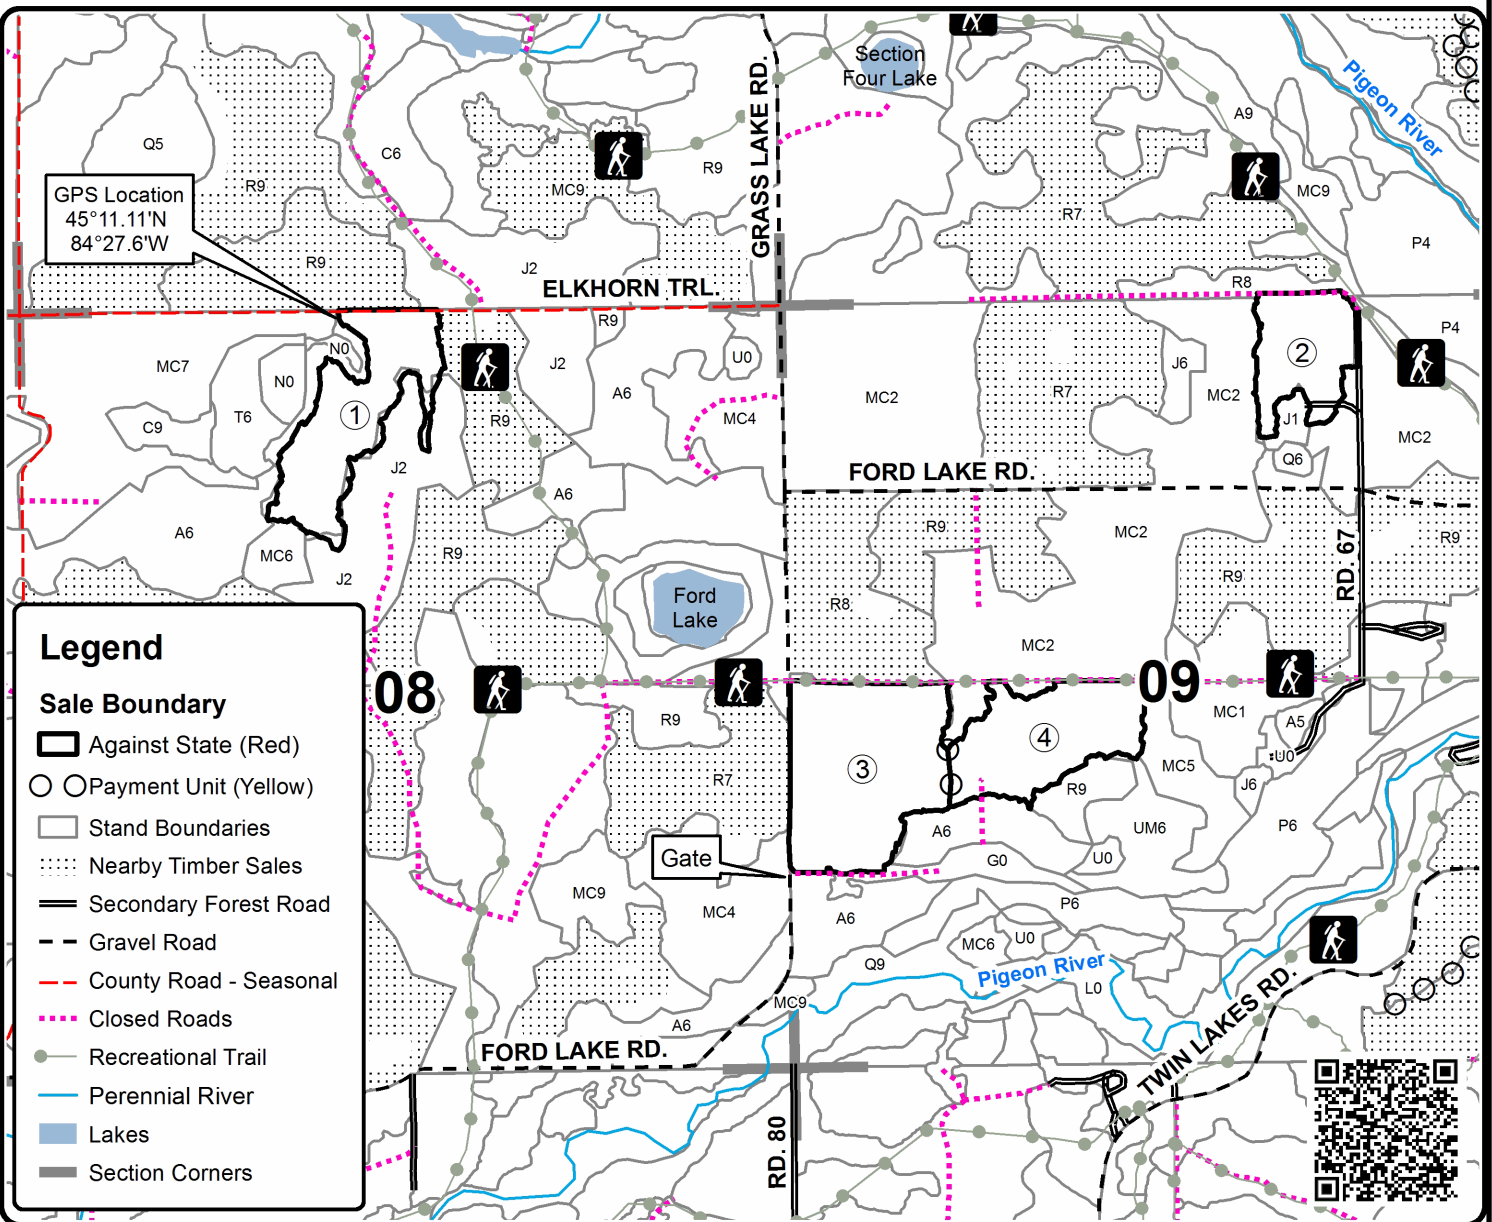 Section
Four Lake
Pigeon River
GRASS LAKE RD.
A9
Q5
C6
R9
R9
MC9
MC9
R7
P4
GPS Location
45°11.11'N
84°27.6'W
R9
J2
ELKHORN TRL.
R8
N0
R9
U0
P4
MC7
N0
J2
A6
MC2
R7
J6
MC2
2
T6
C9
1
R9
MC4
J1
MC2
J2
FORD LAKE RD.
Q6
A6
A6
MC6
R9
J2
R9
MC2
R9
R9
RD. 67
Ford
Lake
R8
MC2
08
09
R9
MC1
A5
3
4
R7
MC5
U0
J6
R9
A6
UM6
P6
Gate
G0
U0
MC9
MC4
A6
P6
MC6
U0
Q9
Pigeon River
L0
MC9
A6
FORD LAKE RD.
TWIN LAKES RD.
RD. 80
Legend
Sale Boundary
Against State (Red)
Payment Unit (Yellow)
Stand Boundaries
Nearby Timber Sales
Secondary Forest Road
Gravel Road
County Road - Seasonal
Closed Roads
Recreational Trail
Perennial River
Lakes
Section Corners